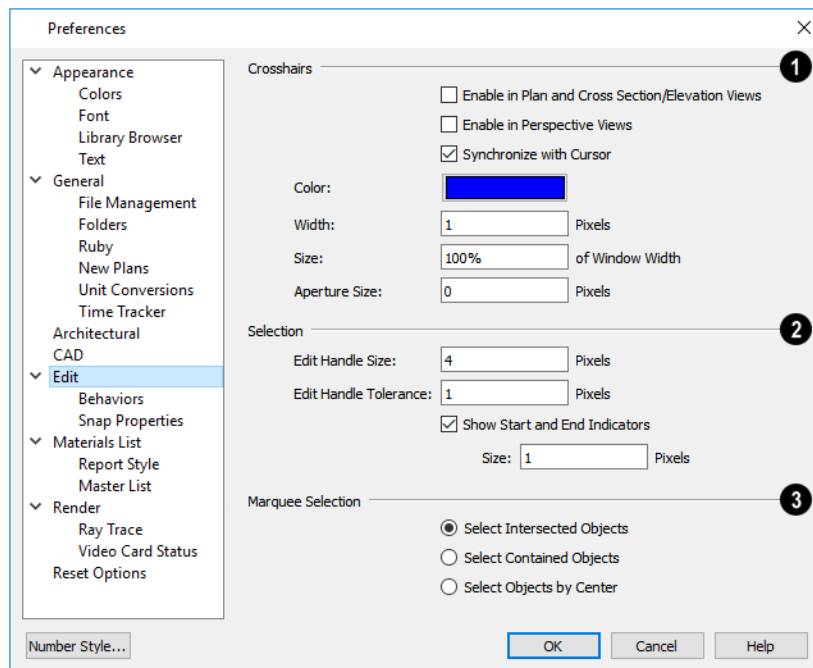 Preferences
Appearance
Colors
Font
Library Browser
Text
General
File Management
Folders
Ruby
New Plans
Unit Conversions
Time Tracker
Architectural
CAD
Edit
Behaviors
Snap Properties
Materials List
Report Style
Master List
Render
Ray Trace
Video Card Status
Reset Options
Crosshairs 1
Enable in Plan and Cross Section/Elevation Views
Enable in Perspective Views
Synchronize with Cursor
Color:
Width: 1 Pixels
Size: 100% of Window Width
Aperture Size: 0 Pixels
Selection 2
Edit Handle Size: 4 Pixels
Edit Handle Tolerance: 1 Pixels
Show Start and End Indicators
Size: 1 Pixels
Marquee Selection 3
Select Intersected Objects
Select Contained Objects
Select Objects by Center
Number Style... OK Cancel Help